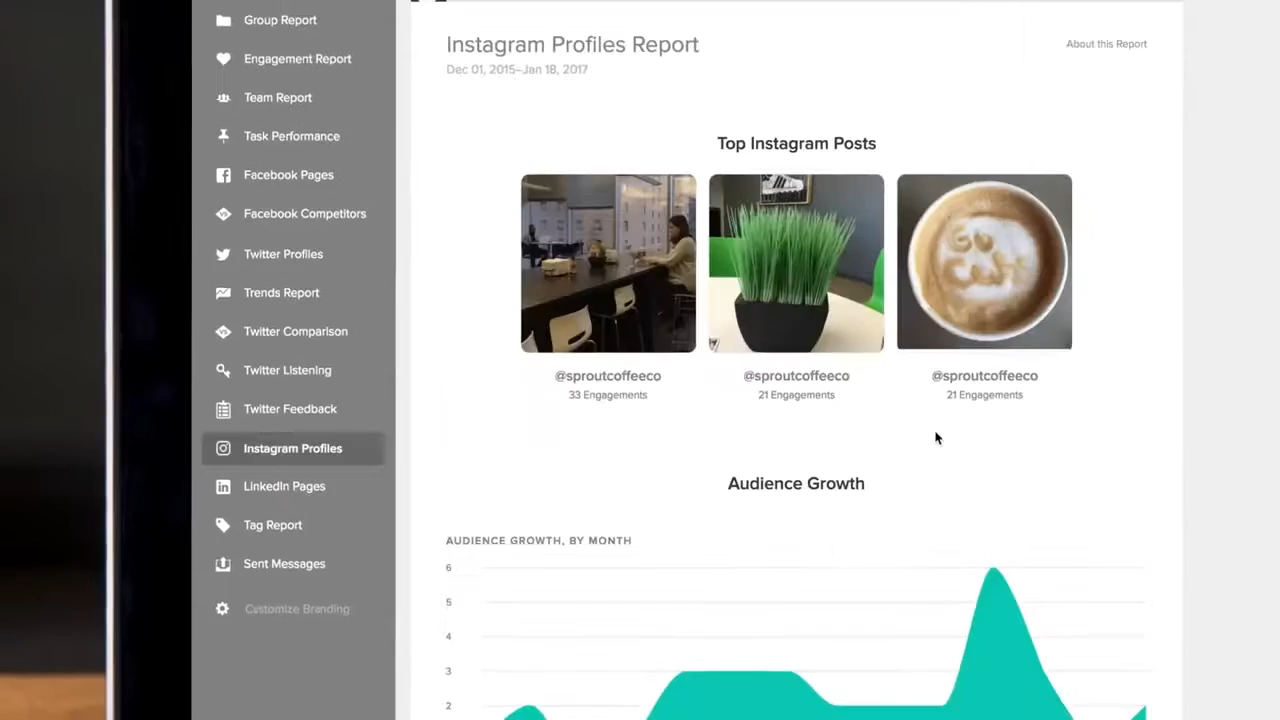 Group Report
Engagement Report
Team Report
Task Performance
Facebook Pages
Facebook Competitors
Twitter Profiles
Trends Report
Twitter Comparison
Twitter Listening
Twitter Feedback
Instagram Profiles
LinkedIn Pages
Tag Report
Sent Messages
Customize Branding
Instagram Profiles Report
About this Report
Dec 01, 2015–Jan 18, 2017
Top Instagram Posts
@sproutcoffeeco @sproutcoffeeco @sproutcoffeeco
33 Engagements 21 Engagements 21 Engagements
Audience Growth
AUDIENCE GROWTH, BY MONTH
6
5
4
3
2